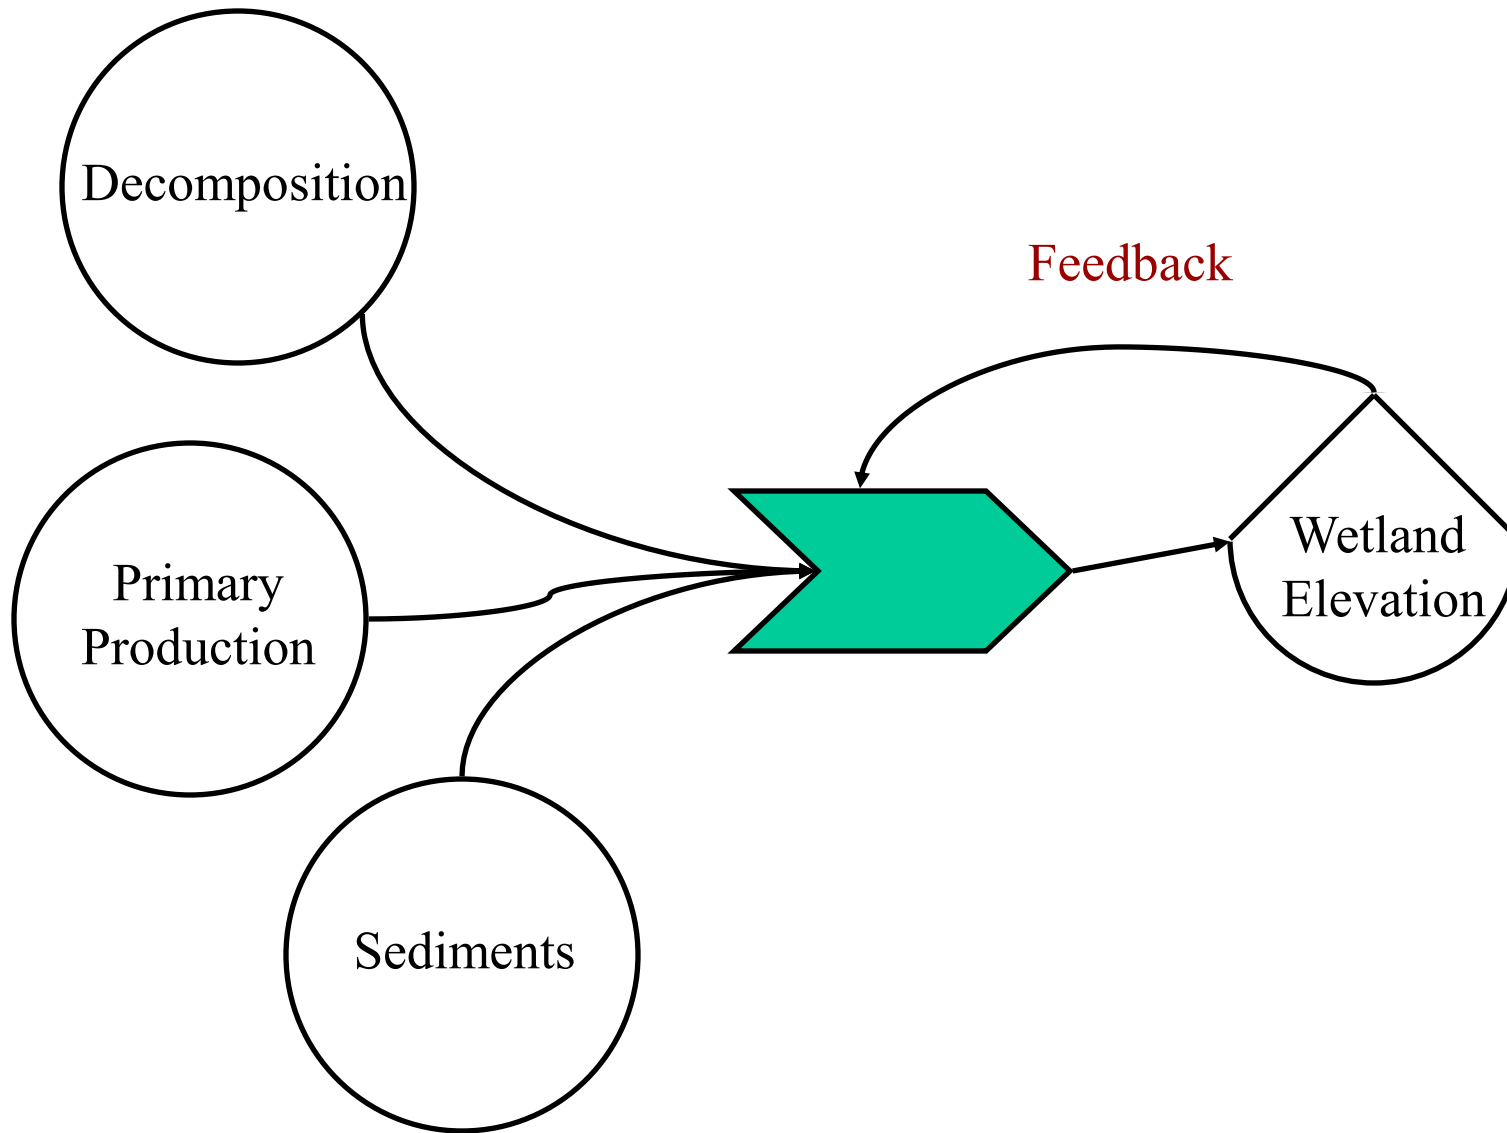 Decomposition
Feedback
Wetland
Elevation
Primary
Production
Sediments